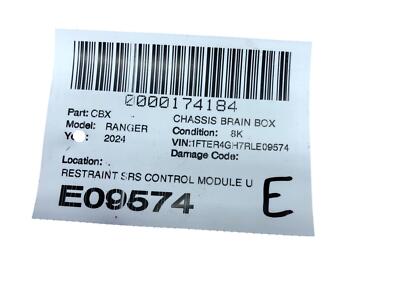 0000174184
Part: CBX CHASSIS BRAIN BOX
Model: RANGER Condition: 8K
2024 VIN:1FTER4GH7RLE09574
Damage Code:
Location:
RESTRAINT SRS CONTROL MODULE U
E09574
E